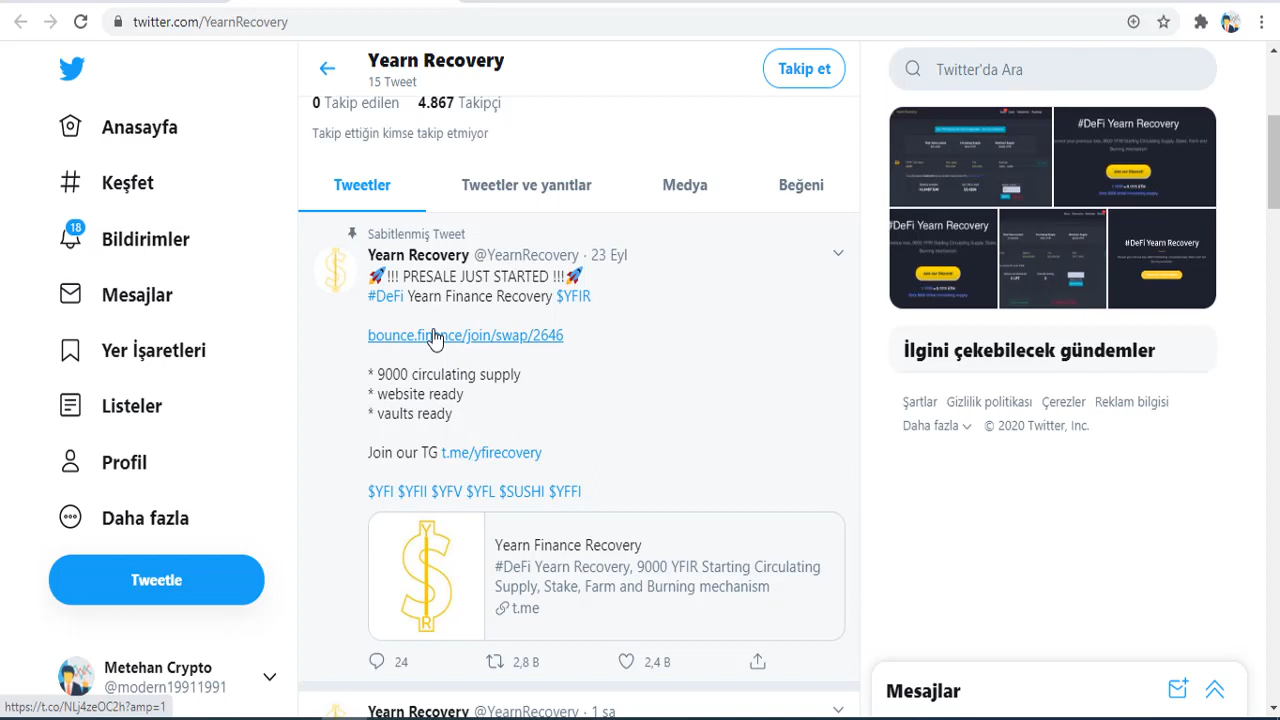 twitter.com/YearnRecovery
Yearn Recovery
15 Tweet
Takip et
0 Takip edilen 4.867 Takipçi
Takip ettiğin kimse takip etmiyor
Tweetler
Tweetler ve yanıtlar
Medya
Beğeni
Anasayfa
Keşfet
18
Bildirimler
Mesajlar
Yer İşaretleri
Listeler
Profil
Daha fazla
Tweetle
Metehan Crypto
@modern19911991
https://t.co/NLj4zeOC2h?amp=1
Sabitlenmiş Tweet
Yearn Recovery @YearnRecovery · 23 Eyl
🚀!!! PRESALE JUST STARTED !!!🚀
#DeFi Yearn Finance Recovery $YFIR
bounce.finance/join/swap/2646
* 9000 circulating supply
* website ready
* vaults ready
Join our TG t.me/yfirecovery
$YFI $YFII $YFV $YFL $SUSHI $YFFI
Y
R
Yearn Finance Recovery
#DeFi Yearn Recovery, 9000 YFIR Starting Circulating
Supply, Stake, Farm and Burning mechanism
t.me
24
2,8 B
2,4 B
Yearn Recovery @YearnRecovery · 1 sa
Twitter'da Ara
#DeFi Yearn Recovery
Join our Discord!
#DeFi Yearn Recovery
Join our Discord!
#DeFi Yearn Recovery
İlgini çekebilecek gündemler
Şartlar Gizlilik politikası Çerezler Reklam bilgisi
Daha fazla © 2020 Twitter, Inc.
Mesajlar